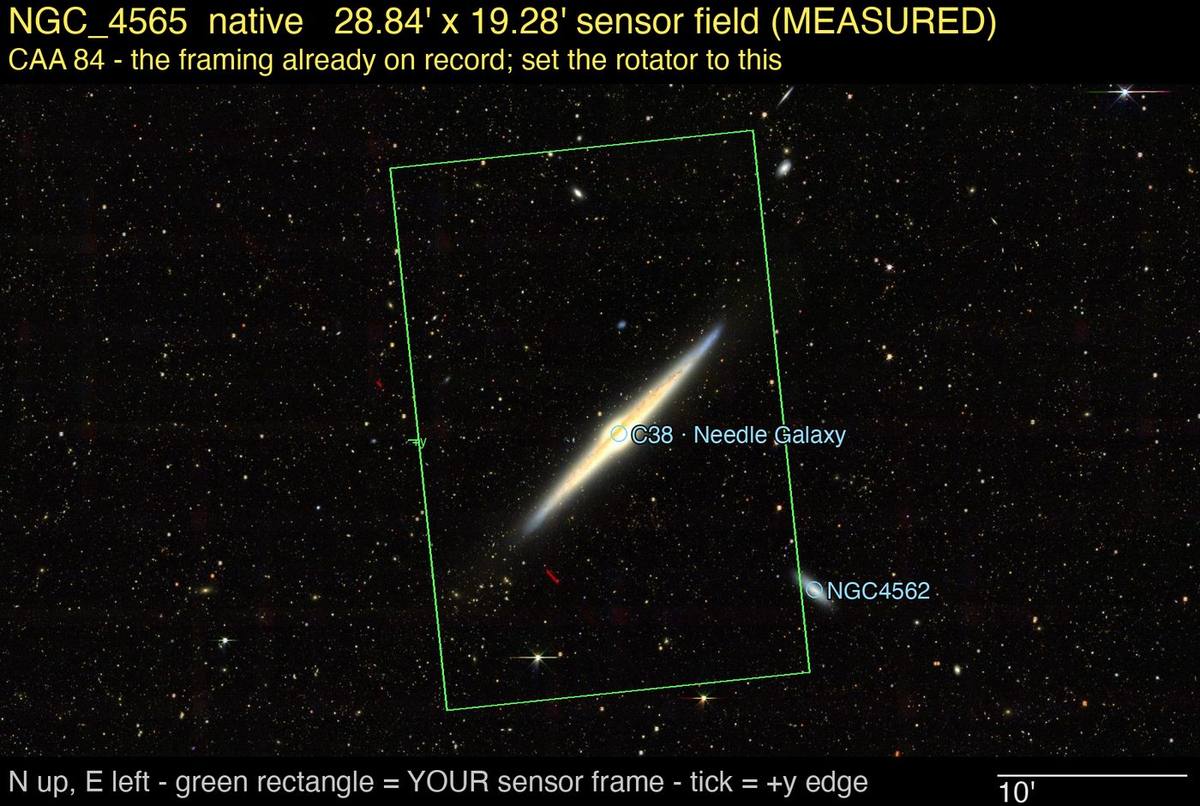 NGC_4565 native 28.84' x 19.28' sensor field (MEASURED)
CAA 84 - the framing already on record; set the rotator to this
+y
C38 · Needle Galaxy
NGC4562
N up, E left - green rectangle = YOUR sensor frame - tick = +y edge
10'